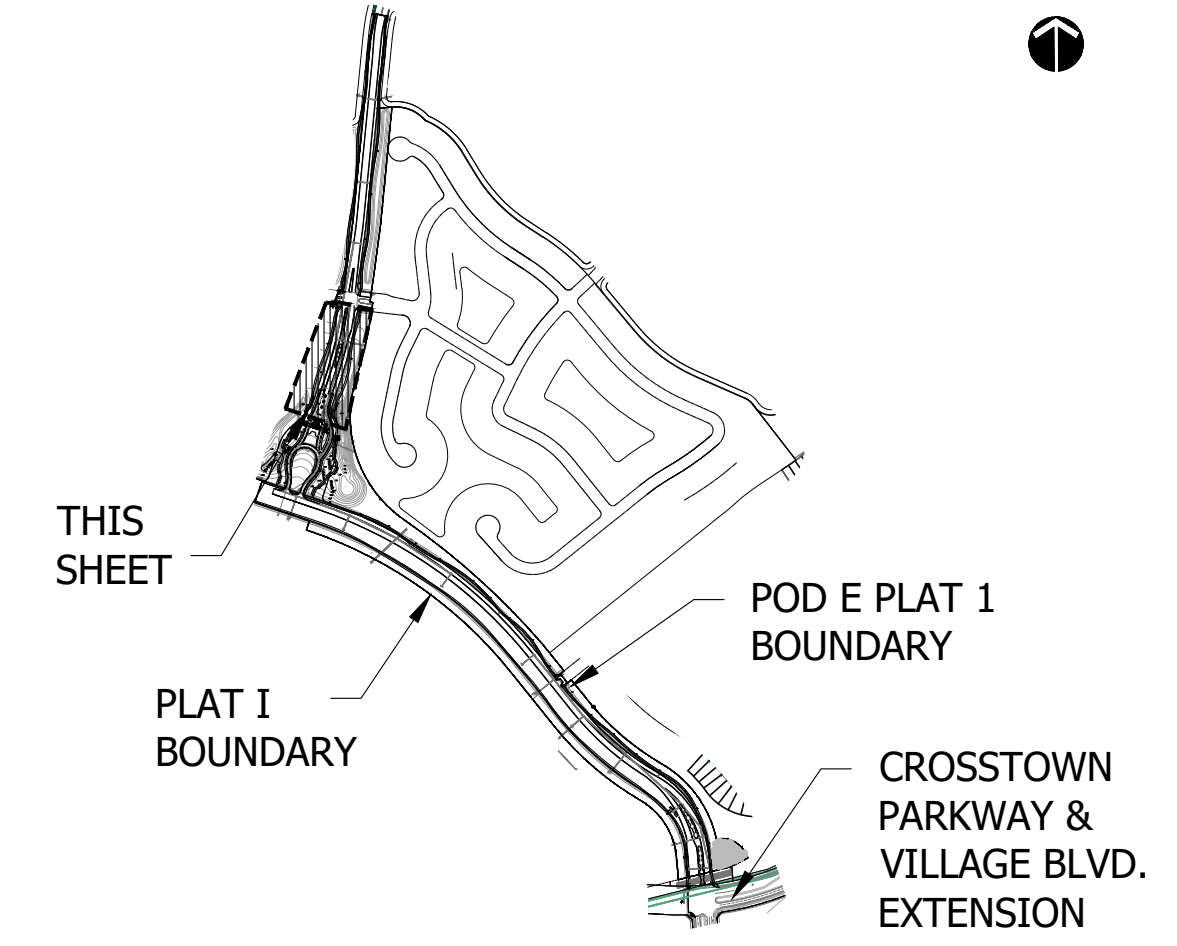 THIS
SHEET
POD E PLAT 1
BOUNDARY
PLAT I
BOUNDARY
CROSSTOWN
PARKWAY &
VILLAGE BLVD.
EXTENSION